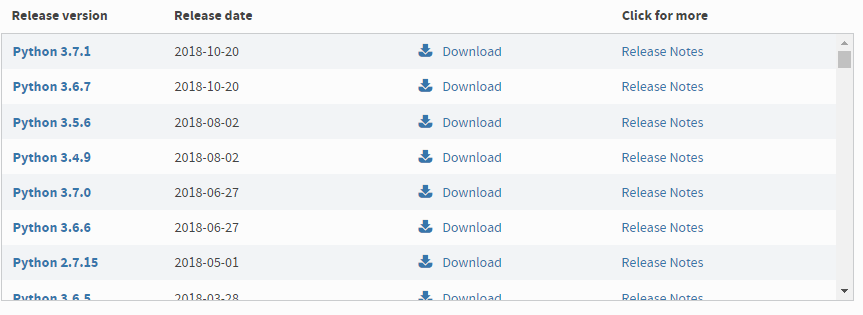 Release version Release date Click for more
Python 3.7.1 2018-10-20 Download Release Notes
Python 3.6.7 2018-10-20 Download Release Notes
Python 3.5.6 2018-08-02 Download Release Notes
Python 3.4.9 2018-08-02 Download Release Notes
Python 3.7.0 2018-06-27 Download Release Notes
Python 3.6.6 2018-06-27 Download Release Notes
Python 2.7.15 2018-05-01 Download Release Notes
Python 3.6.5 2018-03-28 Download Release Notes